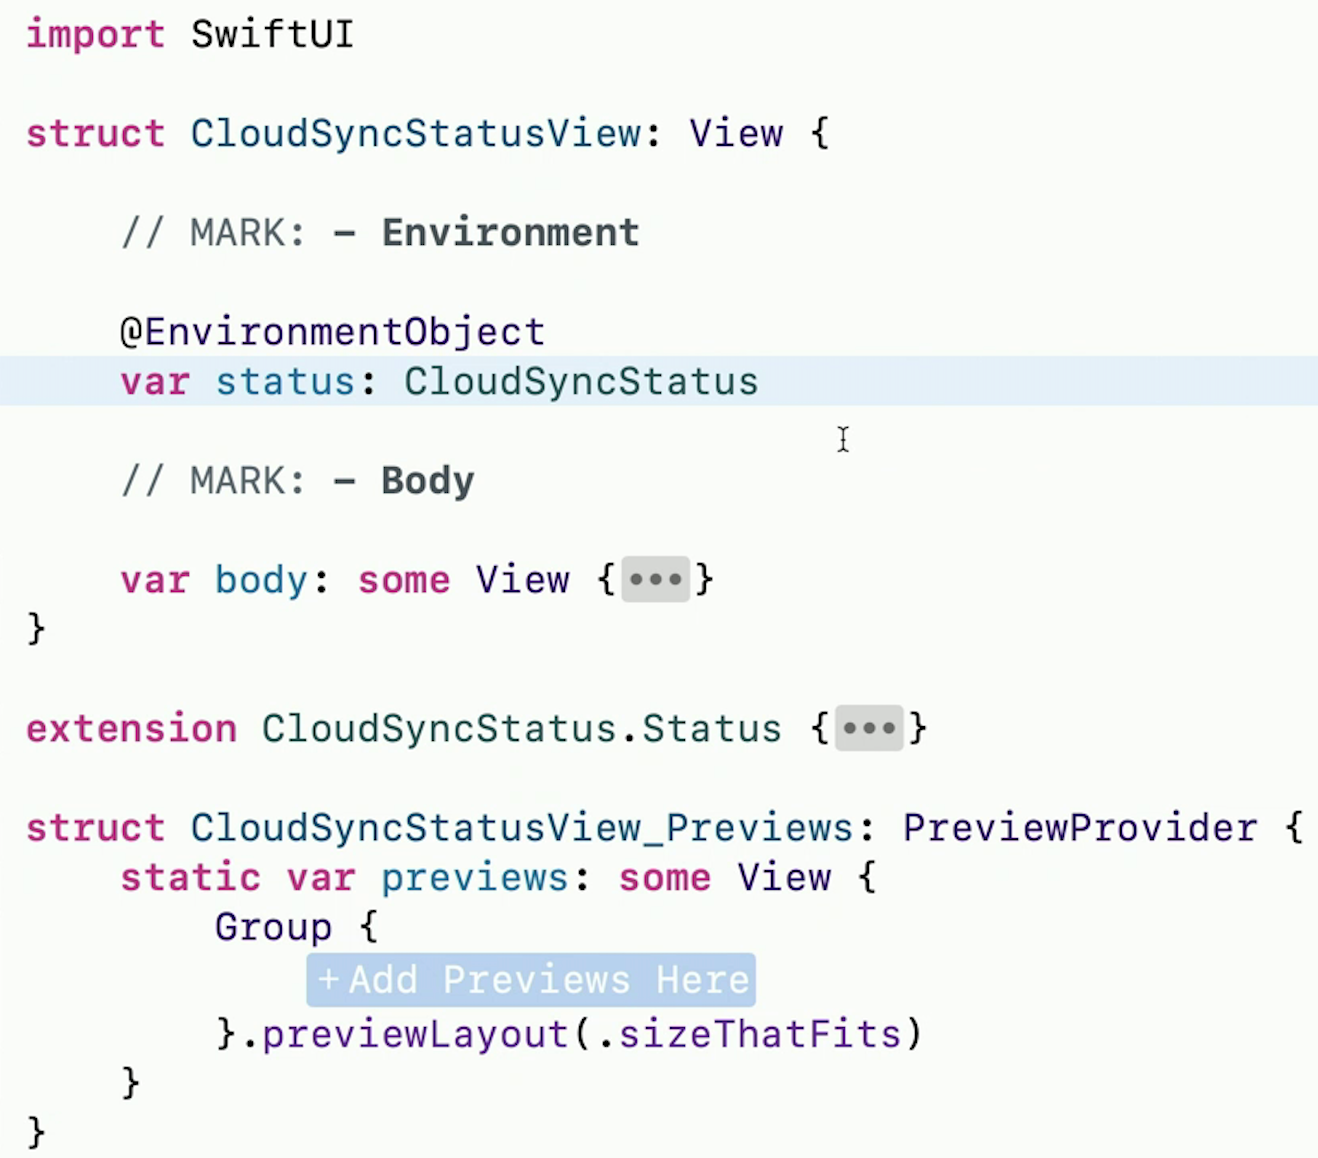 import SwiftUI
struct CloudSyncStatusView: View {
// MARK: – Environment
@EnvironmentObject
var status: CloudSyncStatus
// MARK: – Body
var body: some View {•••}
}
extension CloudSyncStatus.Status {•••}
struct CloudSyncStatusView_Previews: PreviewProvider {
static var previews: some View {
Group {
+Add Previews Here
}.previewLayout(.sizeThatFits)
}
}